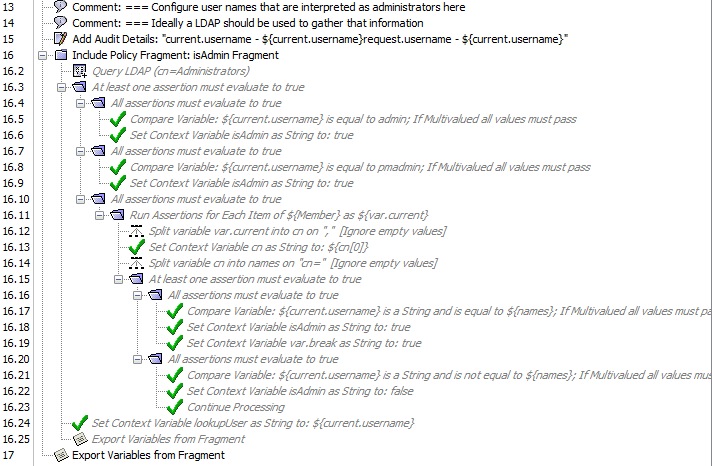 13 Comment: === Configure user names that are interpreted as administrators here
14 Comment: === Ideally a LDAP should be used to gather that information
15 Add Audit Details: "current.username - ${current.username}request.username - ${current.username}"
16 Include Policy Fragment: isAdmin Fragment
16.2 Query LDAP (cn=Administrators)
16.3 At least one assertion must evaluate to true
16.4 All assertions must evaluate to true
16.5 Compare Variable: ${current.username} is equal to admin; If Multivalued all values must pass
16.6 Set Context Variable isAdmin as String to: true
16.7 All assertions must evaluate to true
16.8 Compare Variable: ${current.username} is equal to pmadmin; If Multivalued all values must pass
16.9 Set Context Variable isAdmin as String to: true
16.10 All assertions must evaluate to true
16.11 Run Assertions for Each Item of ${Member} as ${var.current}
16.12 Split variable var.current into cn on "," [Ignore empty values]
16.13 Set Context Variable cn as String to: ${cn[0]}
16.14 Split variable cn into names on "cn=" [Ignore empty values]
16.15 At least one assertion must evaluate to true
16.16 All assertions must evaluate to true
16.17 Compare Variable: ${current.username} is a String and is equal to ${names}; If Multivalued all values must pa
16.18 Set Context Variable isAdmin as String to: true
16.19 Set Context Variable var.break as String to: true
16.20 All assertions must evaluate to true
16.21 Compare Variable: ${current.username} is a String and is not equal to ${names}; If Multivalued all values mus
16.22 Set Context Variable isAdmin as String to: false
16.23 Continue Processing
16.24 Set Context Variable lookupUser as String to: ${current.username}
16.25 Export Variables from Fragment
17 Export Variables from Fragment